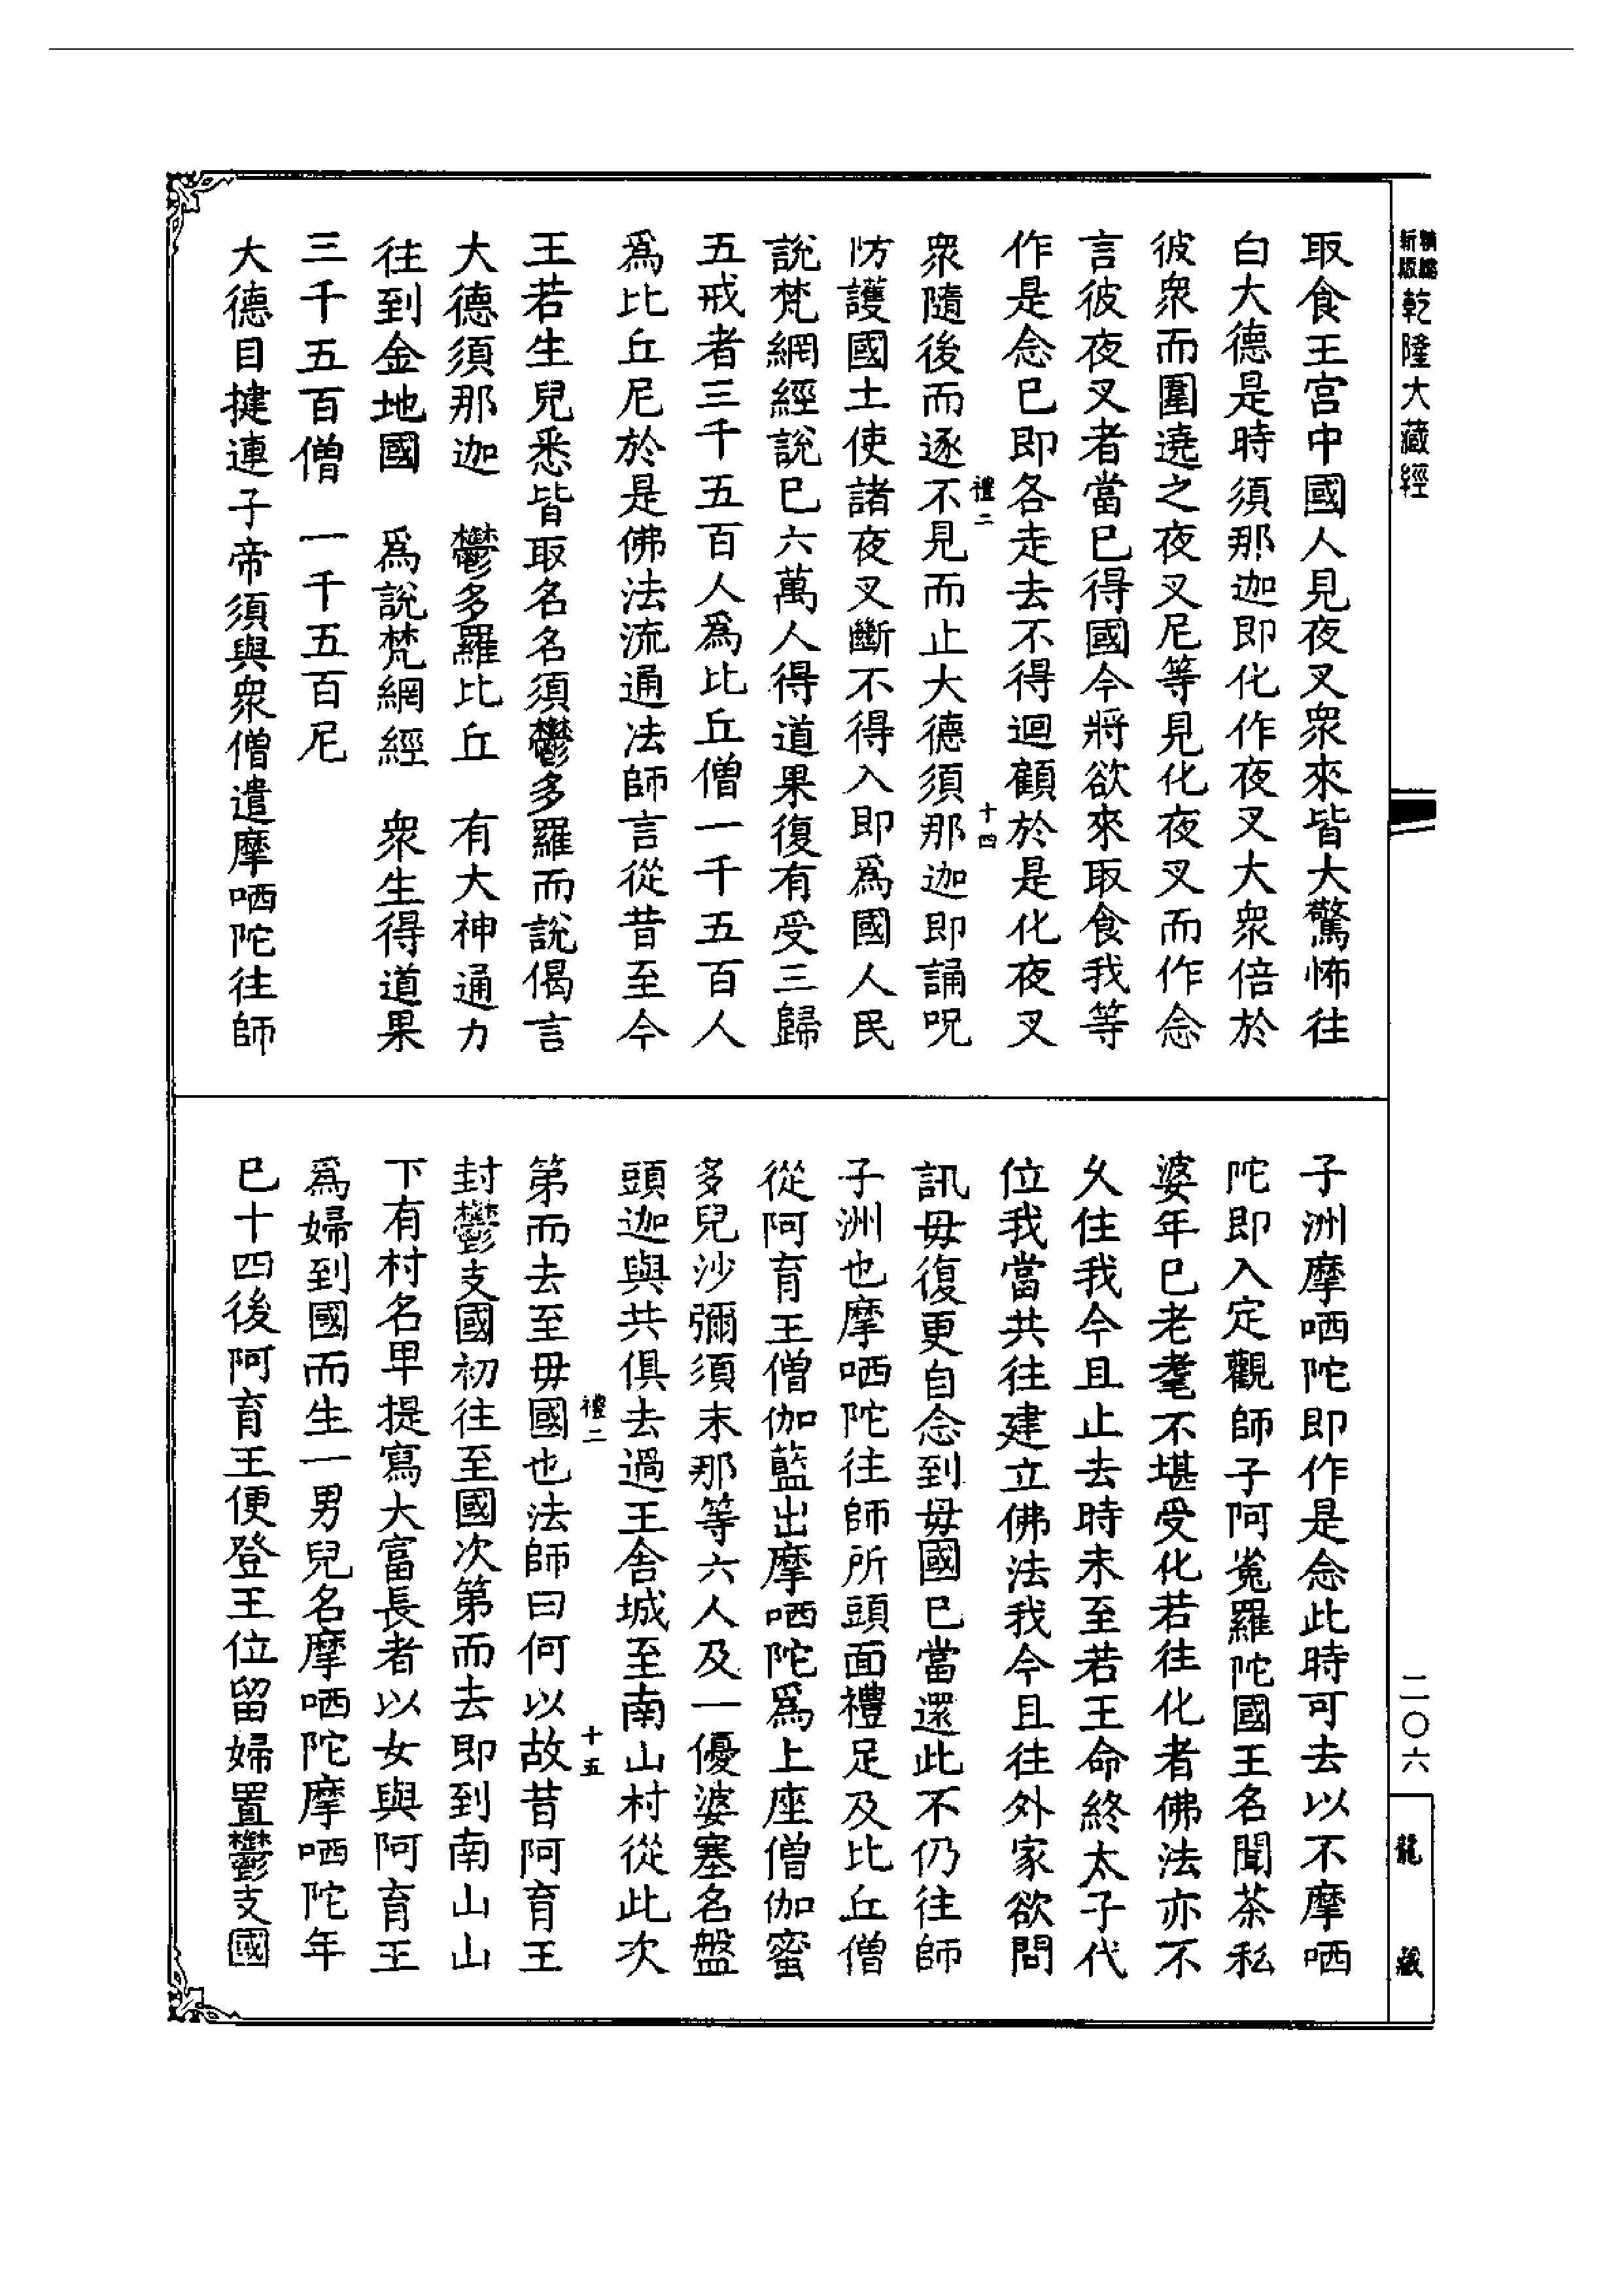 新版 精縮 乾隆大藏經
取食王宮中國人見夜叉衆來皆大驚怖往
白大德是時須那迦即化作夜叉大衆倍於
彼衆而圍遶之夜叉尼等見化夜叉而作念
言彼夜叉者當已得國今將欲來取食我等
作是念已即各走去不得迴顧於是化夜叉
禮二 十四
衆隨後而逐不見而止大德須那迦即誦呪
防護國土使諸夜叉斷不得入即爲國人民
說梵網經說已六萬人得道果復有受三歸
五戒者三千五百人爲比丘僧一千五百人
爲比丘尼於是佛法流通法師言從昔至今
王若生兒悉皆取名名須鬱多羅而說偈言
大德須那迦 鬱多羅比丘 有大神通力
往到金地國 爲說梵網經 衆生得道果
三千五百僧 一千五百尼
大德目揵連子帝須與衆僧遣摩哂陀往師
子洲摩哂陀即作是念此時可去以不摩哂
陀即入定觀師子阿㝹羅陀國王名聞茶私
婆年已老耄不堪受化若往化者佛法亦不
久住我今且止去時未至若王命終太子代
位我當共往建立佛法我今且往外家欲問
訊毋復更自念到毋國已當還此不仍往師
子洲也摩哂陀往師所頭面禮足及比丘僧
從阿育王僧伽藍出摩哂陀爲上座僧伽蜜
多兒沙彌須末那等六人及一優婆塞名盤
頭迦與共俱去過王舍城至南山村從此次
禮二 十五
第而去至毋國也法師曰何以故昔阿育王
封鬱支國初往至國次第而去即到南山山
下有村名卑提寫大富長者以女與阿育王
爲婦到國而生一男兒名摩哂陀摩哂陀年
已十四後阿育王便登王位留婦置鬱支國
二〇六
龍藏